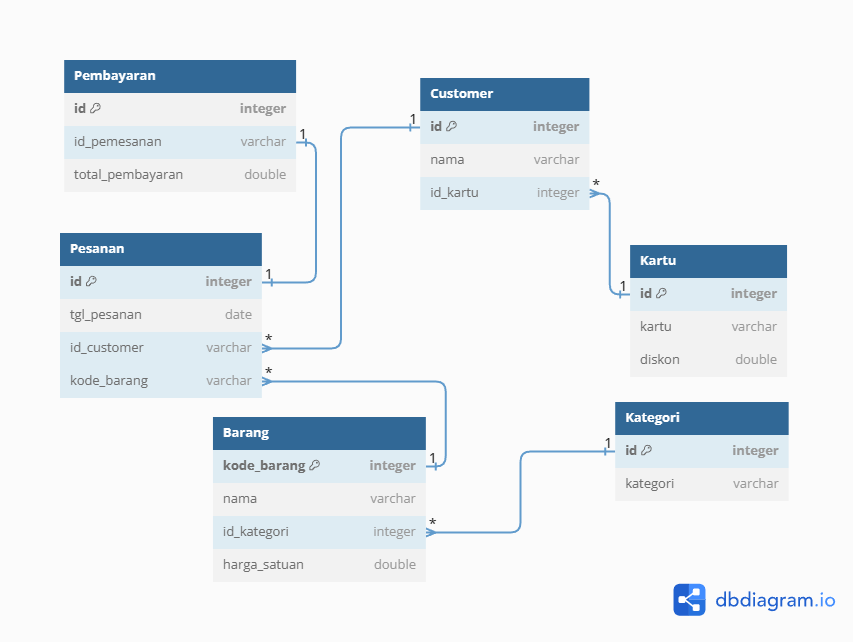 Pembayaran
id integer
id_pemesanan varchar
total_pembayaran double
1
Pesanan
id integer
1
tgl_pesanan date
id_customer varchar
*
kode_barang varchar
*
Customer
1
id integer
nama varchar
id_kartu integer
*
Kartu
1
id integer
kartu varchar
diskon double
Barang
kode_barang integer
1
nama varchar
id_kategori integer
*
harga_satuan double
Kategori
1
id integer
kategori varchar
dbdiagram.io